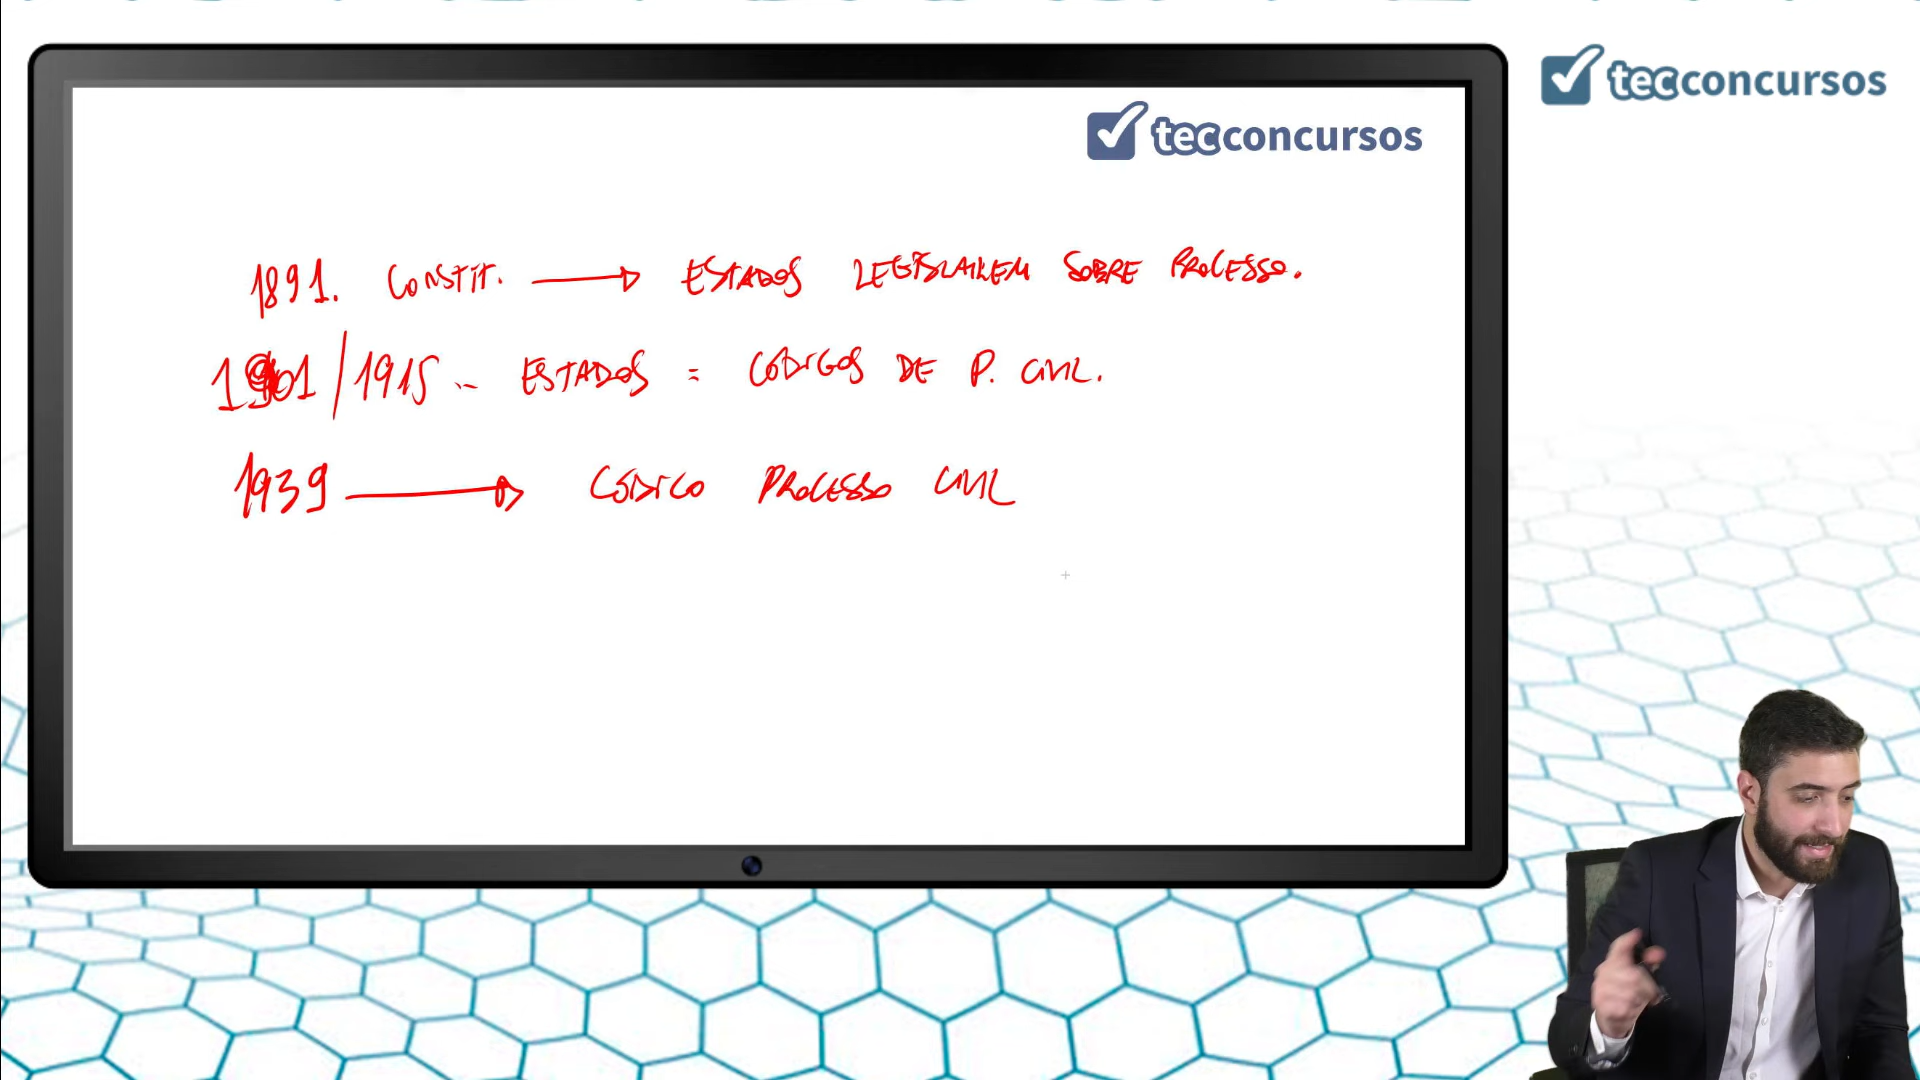 tecconcursos
tecconcursos
1891. CONSTIT. → ESTADOS LEGISLAREM SOBRE PROCESSO.
1901 / 1915 -- ESTADOS = CÓDIGOS DE P. CIVIL.
1939 → CÓDIGO PROCESSO CIVIL